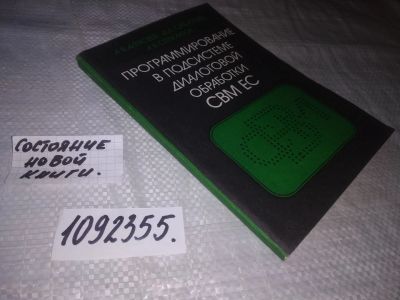 ПРОГРАММИРОВАНИЕ
В ПОДСИСТЕМЕ
ДИАЛОГОВОЙ
ОБРАБОТКИ
СВМ ЕС
СОСТОЯНИЕ
НОВОЙ
КНИГИ.
1092355.